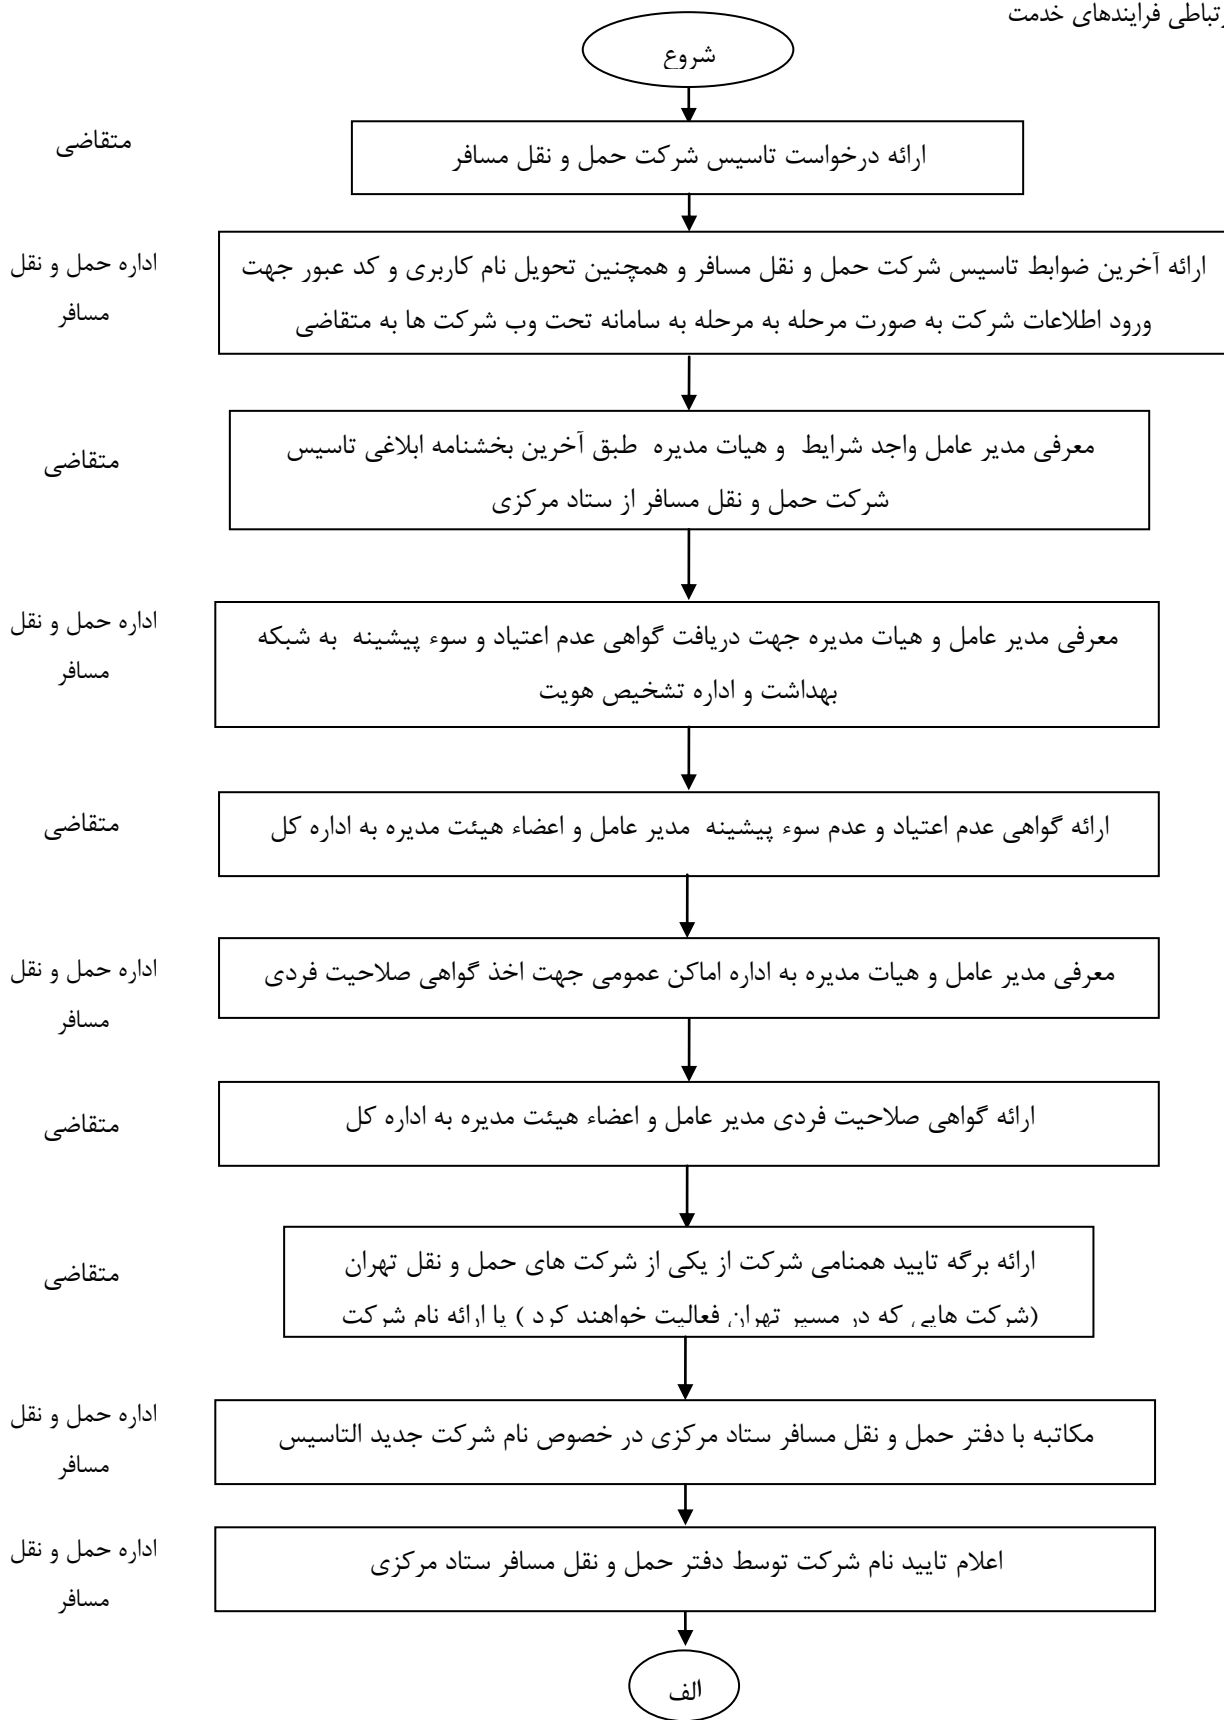 رتباطی فرایندهای خدمت
شروع
متقاضی
ارائه درخواست تاسیس شرکت حمل و نقل مسافر
اداره حمل و نقل
مسافر
ارائه آخرین ضوابط تاسیس شرکت حمل و نقل مسافر و همچنین تحویل نام کاربری و کد عبور جهت
ورود اطلاعات شرکت به صورت مرحله به مرحله به سامانه تحت وب شرکت ها به متقاضی
متقاضی
معرفی مدیر عامل واجد شرایط و هیات مدیره طبق آخرین بخشنامه ابلاغی تاسیس
شرکت حمل و نقل مسافر از ستاد مرکزی
اداره حمل و نقل
مسافر
معرفی مدیر عامل و هیات مدیره جهت دریافت گواهی عدم اعتیاد و سوء پیشینه به شبکه
بهداشت و اداره تشخیص هویت
متقاضی
ارائه گواهی عدم اعتیاد و عدم سوء پیشینه مدیر عامل و اعضاء هیئت مدیره به اداره کل
اداره حمل و نقل
مسافر
معرفی مدیر عامل و هیات مدیره به اداره اماکن عمومی جهت اخذ گواهی صلاحیت فردی
متقاضی
ارائه گواهی صلاحیت فردی مدیر عامل و اعضاء هیئت مدیره به اداره کل
متقاضی
ارائه برگه تایید همنامی شرکت از یکی از شرکت های حمل و نقل تهران
(شرکت هایی که در مسیر تهران فعالیت خواهند کرد ) یا ارائه نام شرکت
اداره حمل و نقل
مسافر
مکاتبه با دفتر حمل و نقل مسافر ستاد مرکزی در خصوص نام شرکت جدید التاسیس
اداره حمل و نقل
مسافر
اعلام تایید نام شرکت توسط دفتر حمل و نقل مسافر ستاد مرکزی
الف